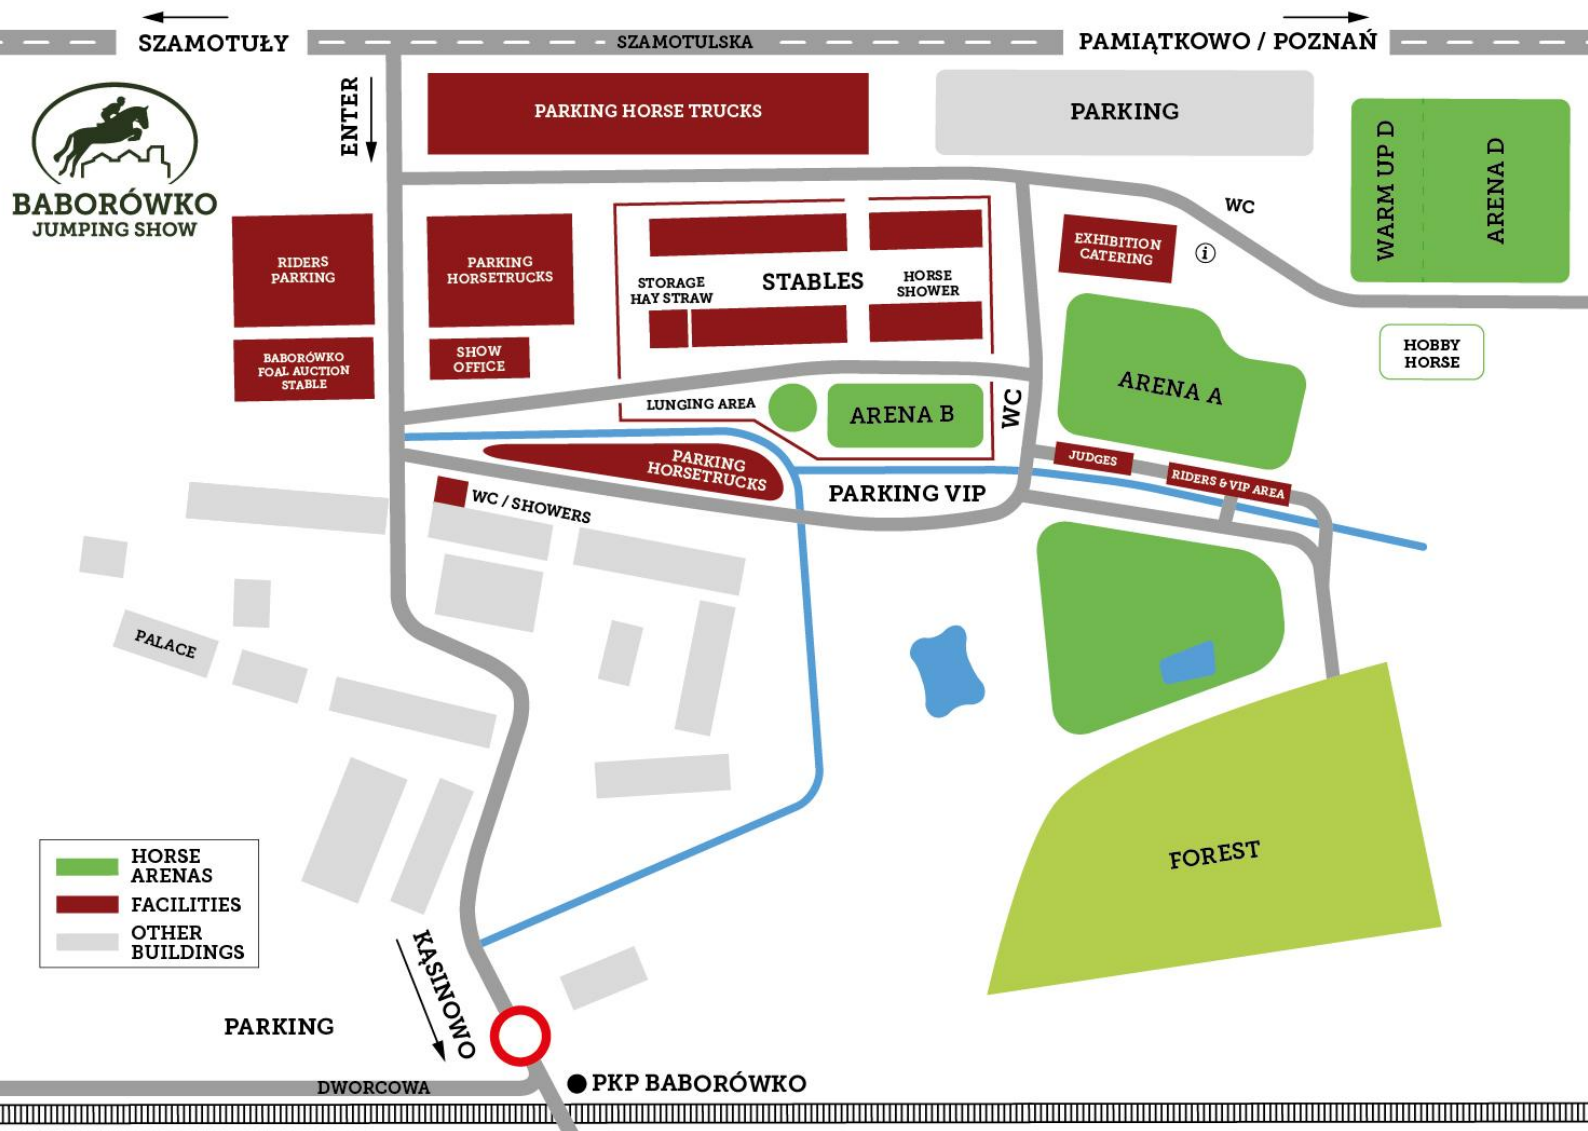 SZAMOTUŁY
SZAMOTULSKA
PAMIĄTKOWO / POZNAŃ
ENTER
PARKING HORSE TRUCKS
PARKING
WARM UP D
ARENA D
BABORÓWKO
JUMPING SHOW
RIDERS
PARKING
PARKING
HORSETRUCKS
STORAGE
HAY STRAW
STABLES
HORSE
SHOWER
EXHIBITION
CATERING
WC
i
BABORÓWKO
FOAL AUCTION
STABLE
SHOW
OFFICE
HOBBY
HORSE
LUNGING AREA
ARENA B
WC
ARENA A
PARKING
HORSETRUCKS
JUDGES
RIDERS & VIP AREA
WC / SHOWERS
PARKING VIP
PALACE
FOREST
HORSE
ARENAS
FACILITIES
OTHER
BUILDINGS
KĄSINOWO
PARKING
DWORCOWA
PKP BABORÓWKO